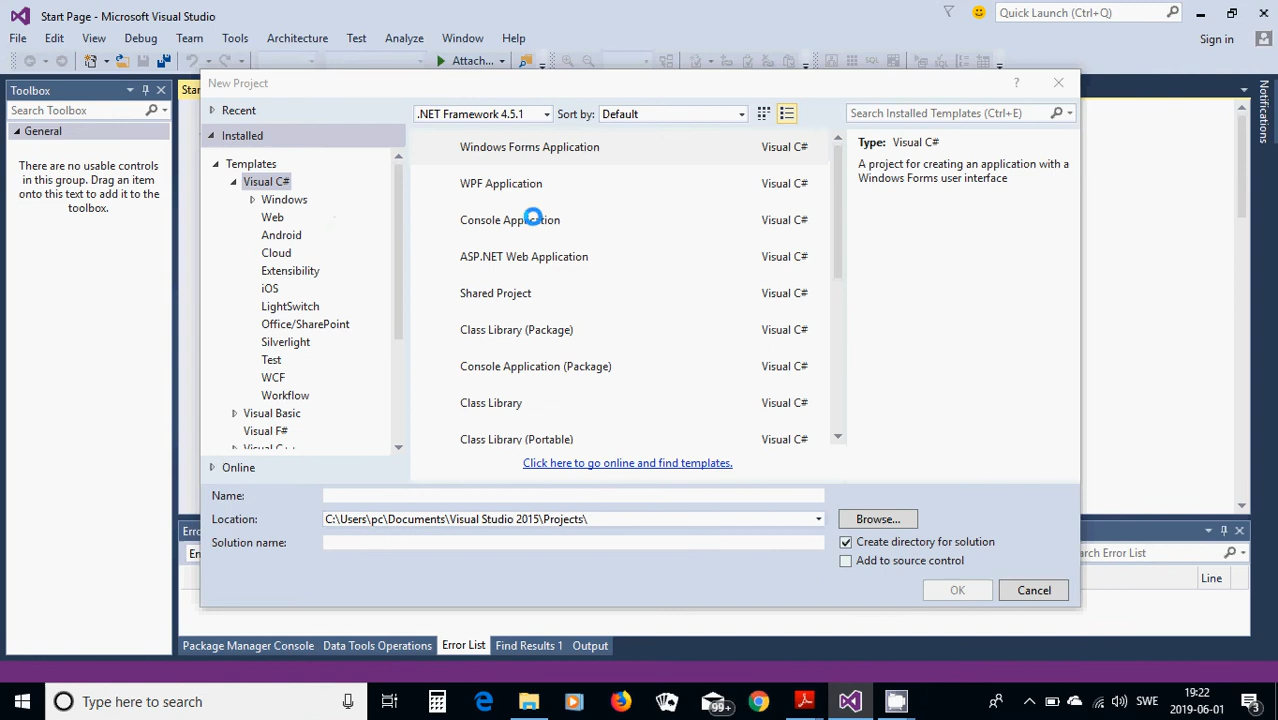 Start Page - Microsoft Visual Studio
Quick Launch (Ctrl+Q)
File Edit View Debug Team Tools Architecture Test Analyze Window Help
Sign in
Attach...
Toolbox
Search Toolbox
General
There are no usable controls
in this group. Drag an item
onto this text to add it to the
toolbox.
New Project
?
Recent
Installed
.NET Framework 4.5.1
Sort by: Default
Search Installed Templates (Ctrl+E)
Templates
Visual C#
Windows
Web
Android
Cloud
Extensibility
iOS
LightSwitch
Office/SharePoint
Silverlight
Test
WCF
Workflow
Visual Basic
Visual F#
Visual C++
Online
Windows Forms Application Visual C#
WPF Application Visual C#
Console Application Visual C#
ASP.NET Web Application Visual C#
Shared Project Visual C#
Class Library (Package) Visual C#
Console Application (Package) Visual C#
Class Library Visual C#
Class Library (Portable) Visual C#
Click here to go online and find templates.
Type: Visual C#
A project for creating an application with a
Windows Forms user interface
Name:
Location: C:\Users\pc\Documents\Visual Studio 2015\Projects\
Browse...
Solution name:
Create directory for solution
Add to source control
OK Cancel
Notifications
Line
Package Manager Console Data Tools Operations Error List Find Results 1 Output
Type here to search
99+
SWE
19:22
2019-06-01
3